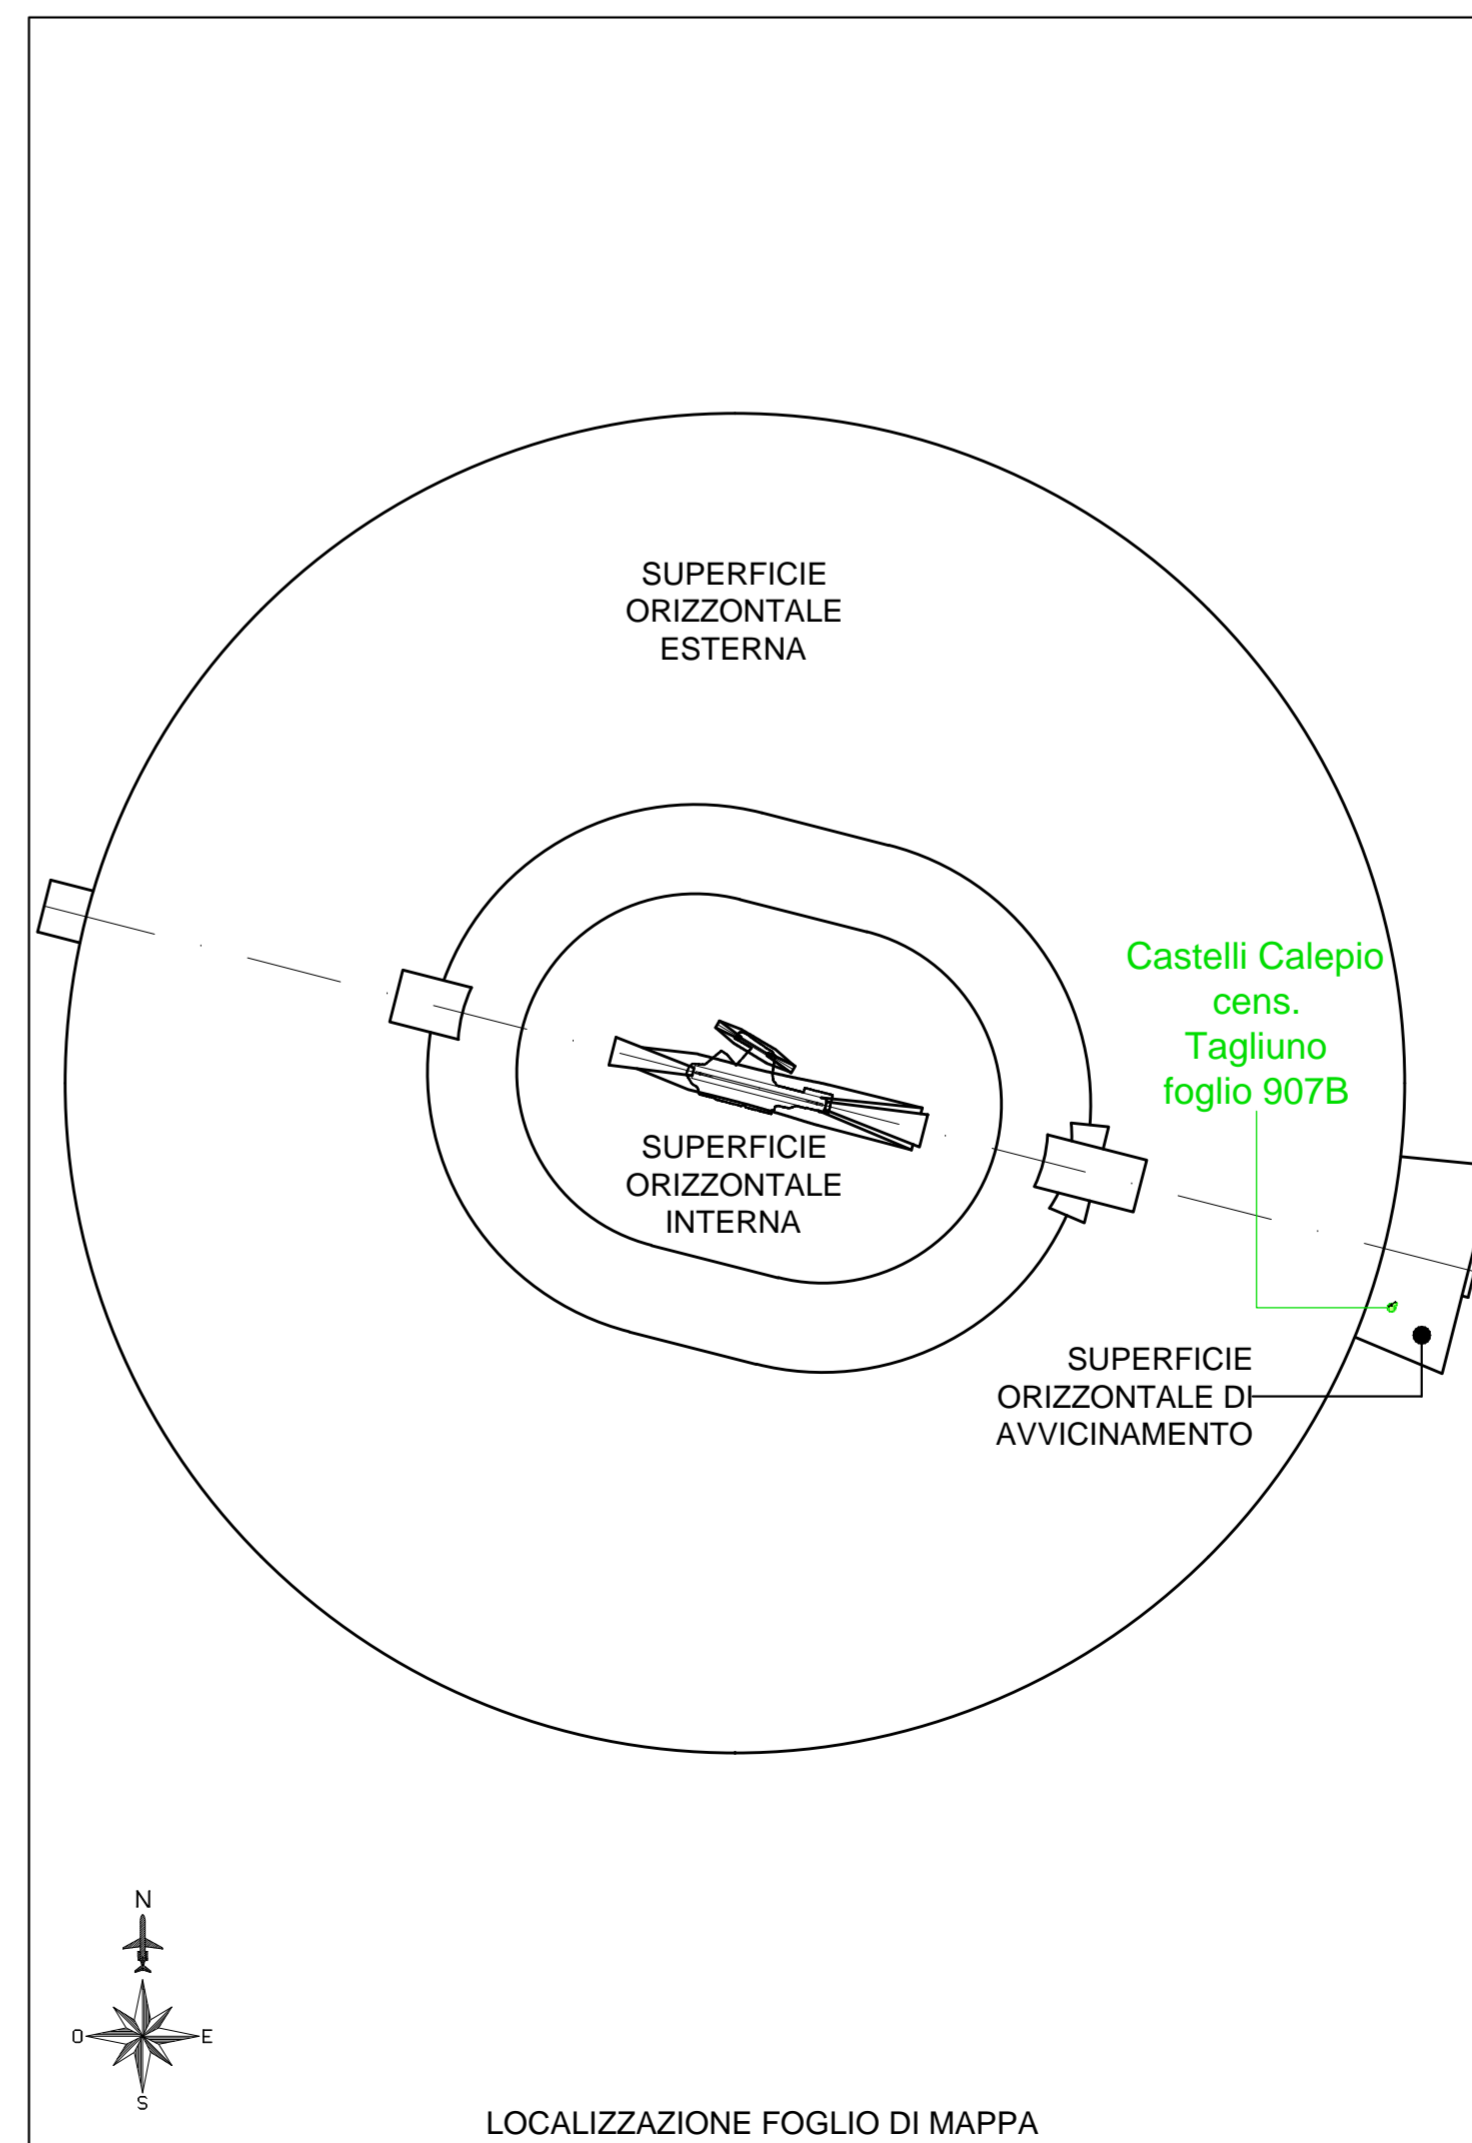 SUPERFICIE
ORIZZONTALE
ESTERNA
Castelli Calepio
cens.
Tagliuno
foglio 907B
SUPERFICIE
ORIZZONTALE
INTERNA
SUPERFICIE
ORIZZONTALE DI
AVVICINAMENTO
N
O
E
S
LOCALIZZAZIONE FOGLIO DI MAPPA